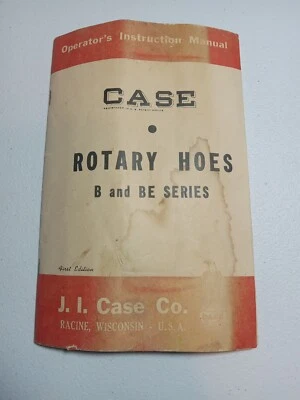 Operator's Instruction Manual
CASE
ROTARY HOES
B and BE SERIES
First Edition
J. I. Case Co.
RACINE, WISCONSIN - U.S.A.